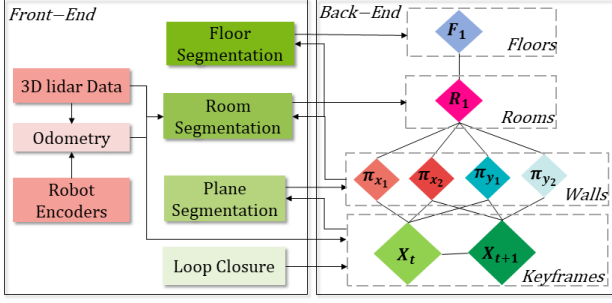 Front−End
Floor
Segmentation
3D lidar Data
Room
Segmentation
Odometry
Robot
Encoders
Plane
Segmentation
Loop Closure
Back−End
F₁
Floors
R₁
Rooms
πx₁
πx₂
πy₁
πy₂
Walls
Xₜ
Xₜ₊₁
Keyframes